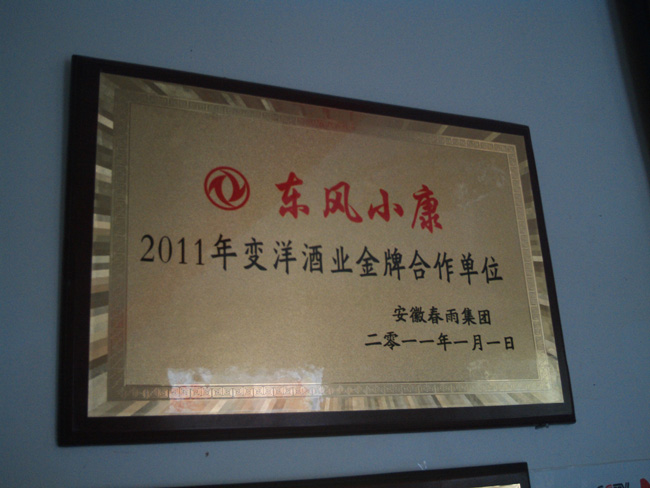 东风小康
2011年变洋酒业金牌合作单位
安徽春雨集团
二零一一年一月一日